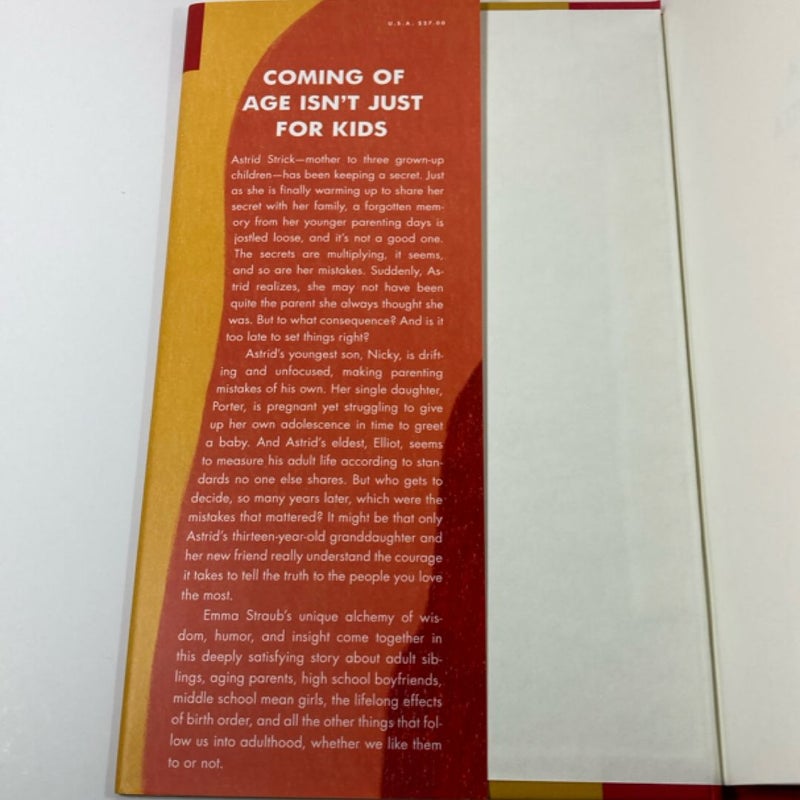 U.S.A. $27.00
COMING OF
AGE ISN'T JUST
FOR KIDS
Astrid Strick—mother to three grown-up
children—has been keeping a secret. Just
as she is finally warming up to share her
secret with her family, a forgotten mem-
ory from her younger parenting days is
jostled loose, and it's not a good one.
The secrets are multiplying, it seems,
and so are her mistakes. Suddenly, As-
trid realizes, she may not have been
quite the parent she always thought she
was. But to what consequence? And is it
too late to set things right?
Astrid's youngest son, Nicky, is drift-
ing and unfocused, making parenting
mistakes of his own. Her single daughter,
Porter, is pregnant yet struggling to give
up her own adolescence in time to greet
a baby. And Astrid's eldest, Elliot, seems
to measure his adult life according to stan-
dards no one else shares. But who gets to
decide, so many years later, which were the
mistakes that mattered? It might be that only
Astrid's thirteen-year-old granddaughter and
her new friend really understand the courage
it takes to tell the truth to the people you love
the most.
Emma Straub's unique alchemy of wis-
dom, humor, and insight come together in
this deeply satisfying story about adult sib-
lings, aging parents, high school boyfriends,
middle school mean girls, the lifelong effects
of birth order, and all the other things that fol-
low us into adulthood, whether we like them
to or not.